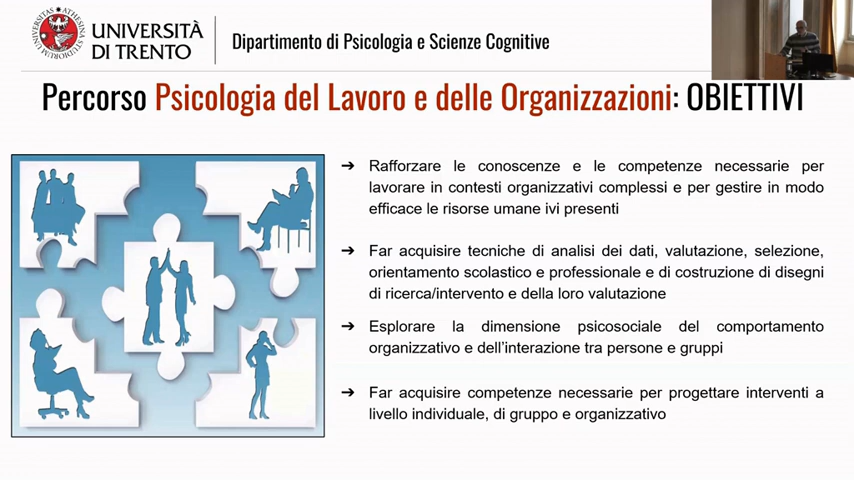 UNIVERSITÀ
DI TRENTO
Dipartimento di Psicologia e Scienze Cognitive
Percorso Psicologia del Lavoro e delle Organizzazioni: OBIETTIVI
➔ Rafforzare le conoscenze e le competenze necessarie per
lavorare in contesti organizzativi complessi e per gestire in modo
efficace le risorse umane ivi presenti
➔ Far acquisire tecniche di analisi dei dati, valutazione, selezione,
orientamento scolastico e professionale e di costruzione di disegni
di ricerca/intervento e della loro valutazione
➔ Esplorare la dimensione psicosociale del comportamento
organizzativo e dell'interazione tra persone e gruppi
➔ Far acquisire competenze necessarie per progettare interventi a
livello individuale, di gruppo e organizzativo